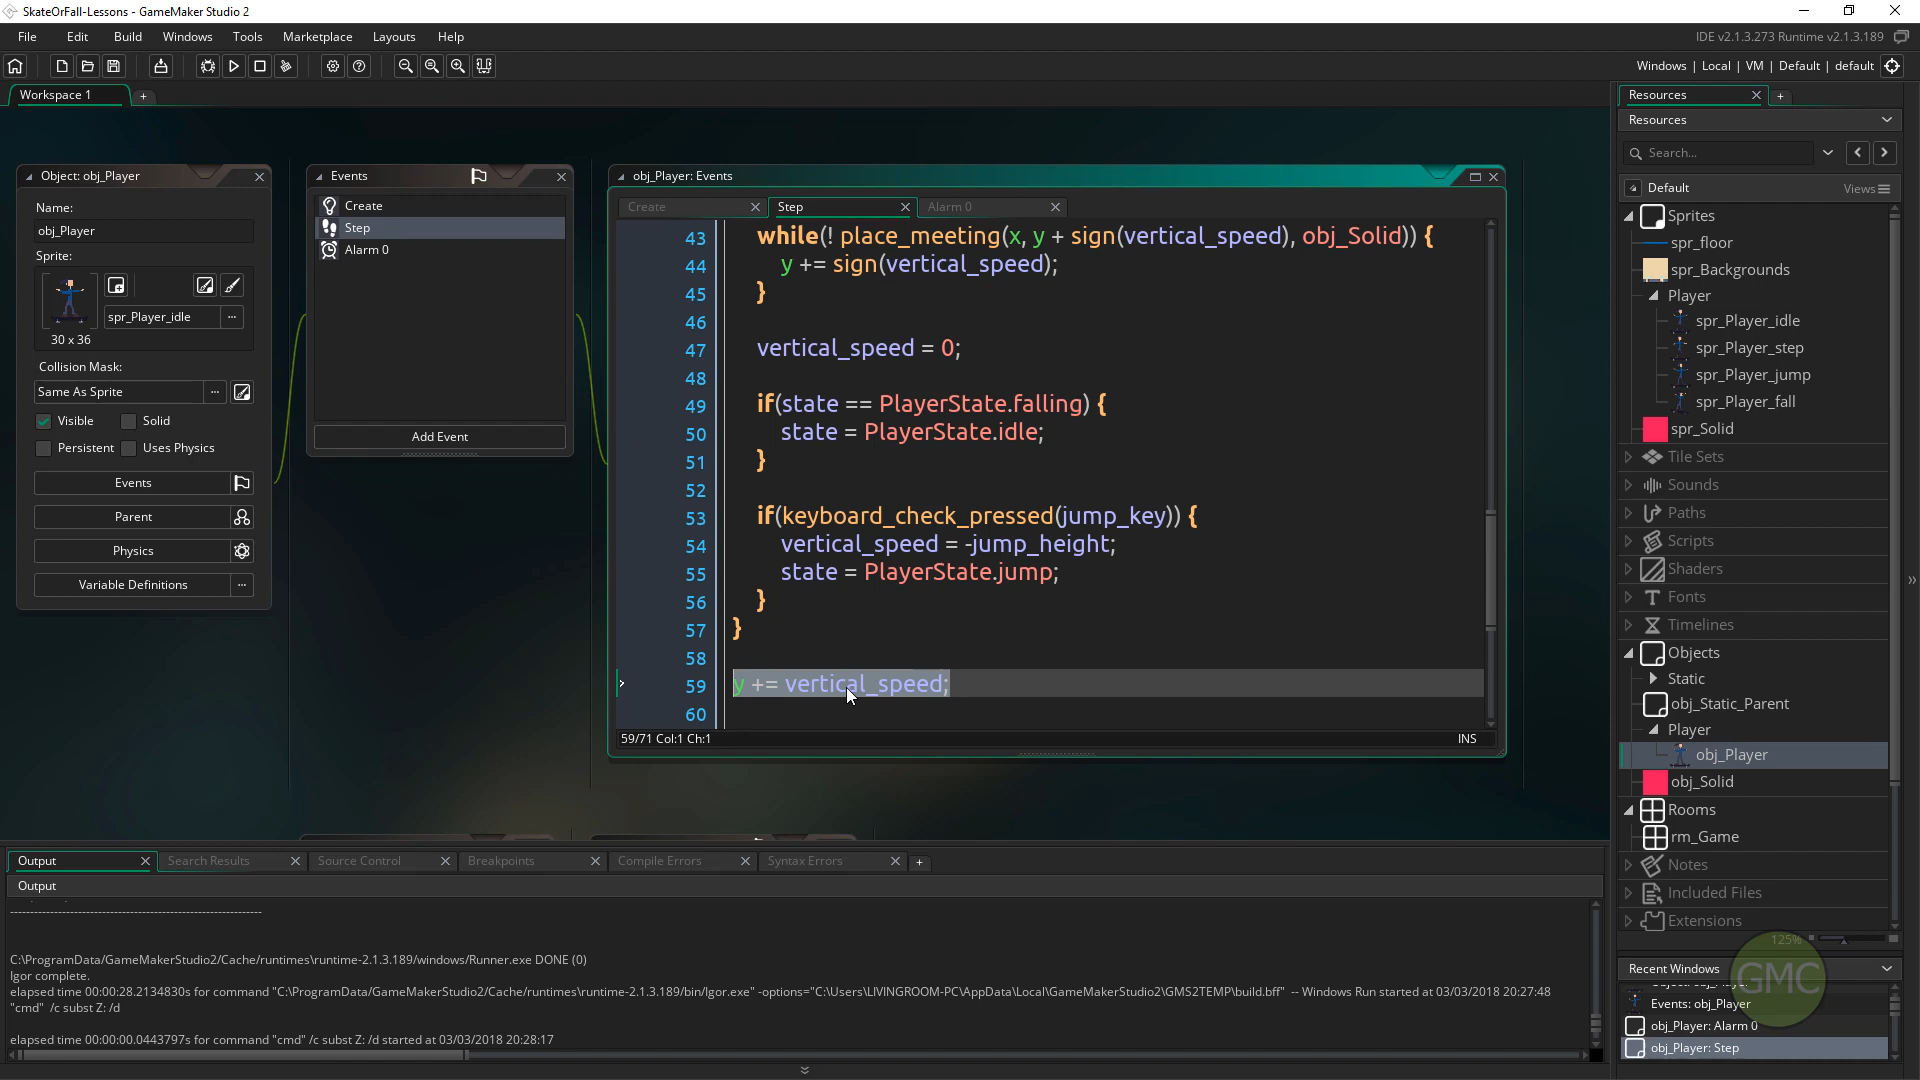 SkateOrFall-Lessons - GameMaker Studio 2
File Edit Build Windows Tools Marketplace Layouts Help
IDE v2.1.3.273 Runtime v2.1.3.189
Windows | Local | VM | Default | default
Workspace 1
Object: obj_Player
Name:
obj_Player
Sprite:
spr_Player_idle
30 x 36
Collision Mask:
Same As Sprite
Visible Solid
Persistent Uses Physics
Events
Parent
Physics
Variable Definitions
Events
Create
Step
Alarm 0
Add Event
obj_Player: Events
Create Step Alarm 0
43 while(! place_meeting(x, y + sign(vertical_speed), obj_Solid)) {
44 y += sign(vertical_speed);
45 }
46
47 vertical_speed = 0;
48
49 if(state == PlayerState.falling) {
50 state = PlayerState.idle;
51 }
52
53 if(keyboard_check_pressed(jump_key)) {
54 vertical_speed = -jump_height;
55 state = PlayerState.jump;
56 }
57 }
58
59 y += vertical_speed;
60
59/71 Col:1 Ch:1 INS
Resources
Resources
Search...
Default Views
Sprites
spr_floor
spr_Backgrounds
Player
spr_Player_idle
spr_Player_step
spr_Player_jump
spr_Player_fall
spr_Solid
Tile Sets
Sounds
Paths
Scripts
Shaders
Fonts
Timelines
Objects
Static
obj_Static_Parent
Player
obj_Player
obj_Solid
Rooms
rm_Game
Notes
Included Files
Extensions
125%
Recent Windows
GMC
Events: obj_Player
obj_Player: Alarm 0
obj_Player: Step
Output Search Results Source Control Breakpoints Compile Errors Syntax Errors
Output
C:\ProgramData/GameMakerStudio2/Cache/runtimes\runtime-2.1.3.189/windows/Runner.exe DONE (0)
Igor complete.
elapsed time 00:00:28.2134830s for command "C:\ProgramData/GameMakerStudio2/Cache/runtimes\runtime-2.1.3.189/bin/Igor.exe" -options="C:\Users\LIVINGROOM-PC\AppData\Local\GameMakerStudio2\GMS2TEMP\build.bff" -- Windows Run started at 03/03/2018 20:27:48
"cmd" /c subst Z: /d
elapsed time 00:00:00.0443797s for command "cmd" /c subst Z: /d started at 03/03/2018 20:28:17